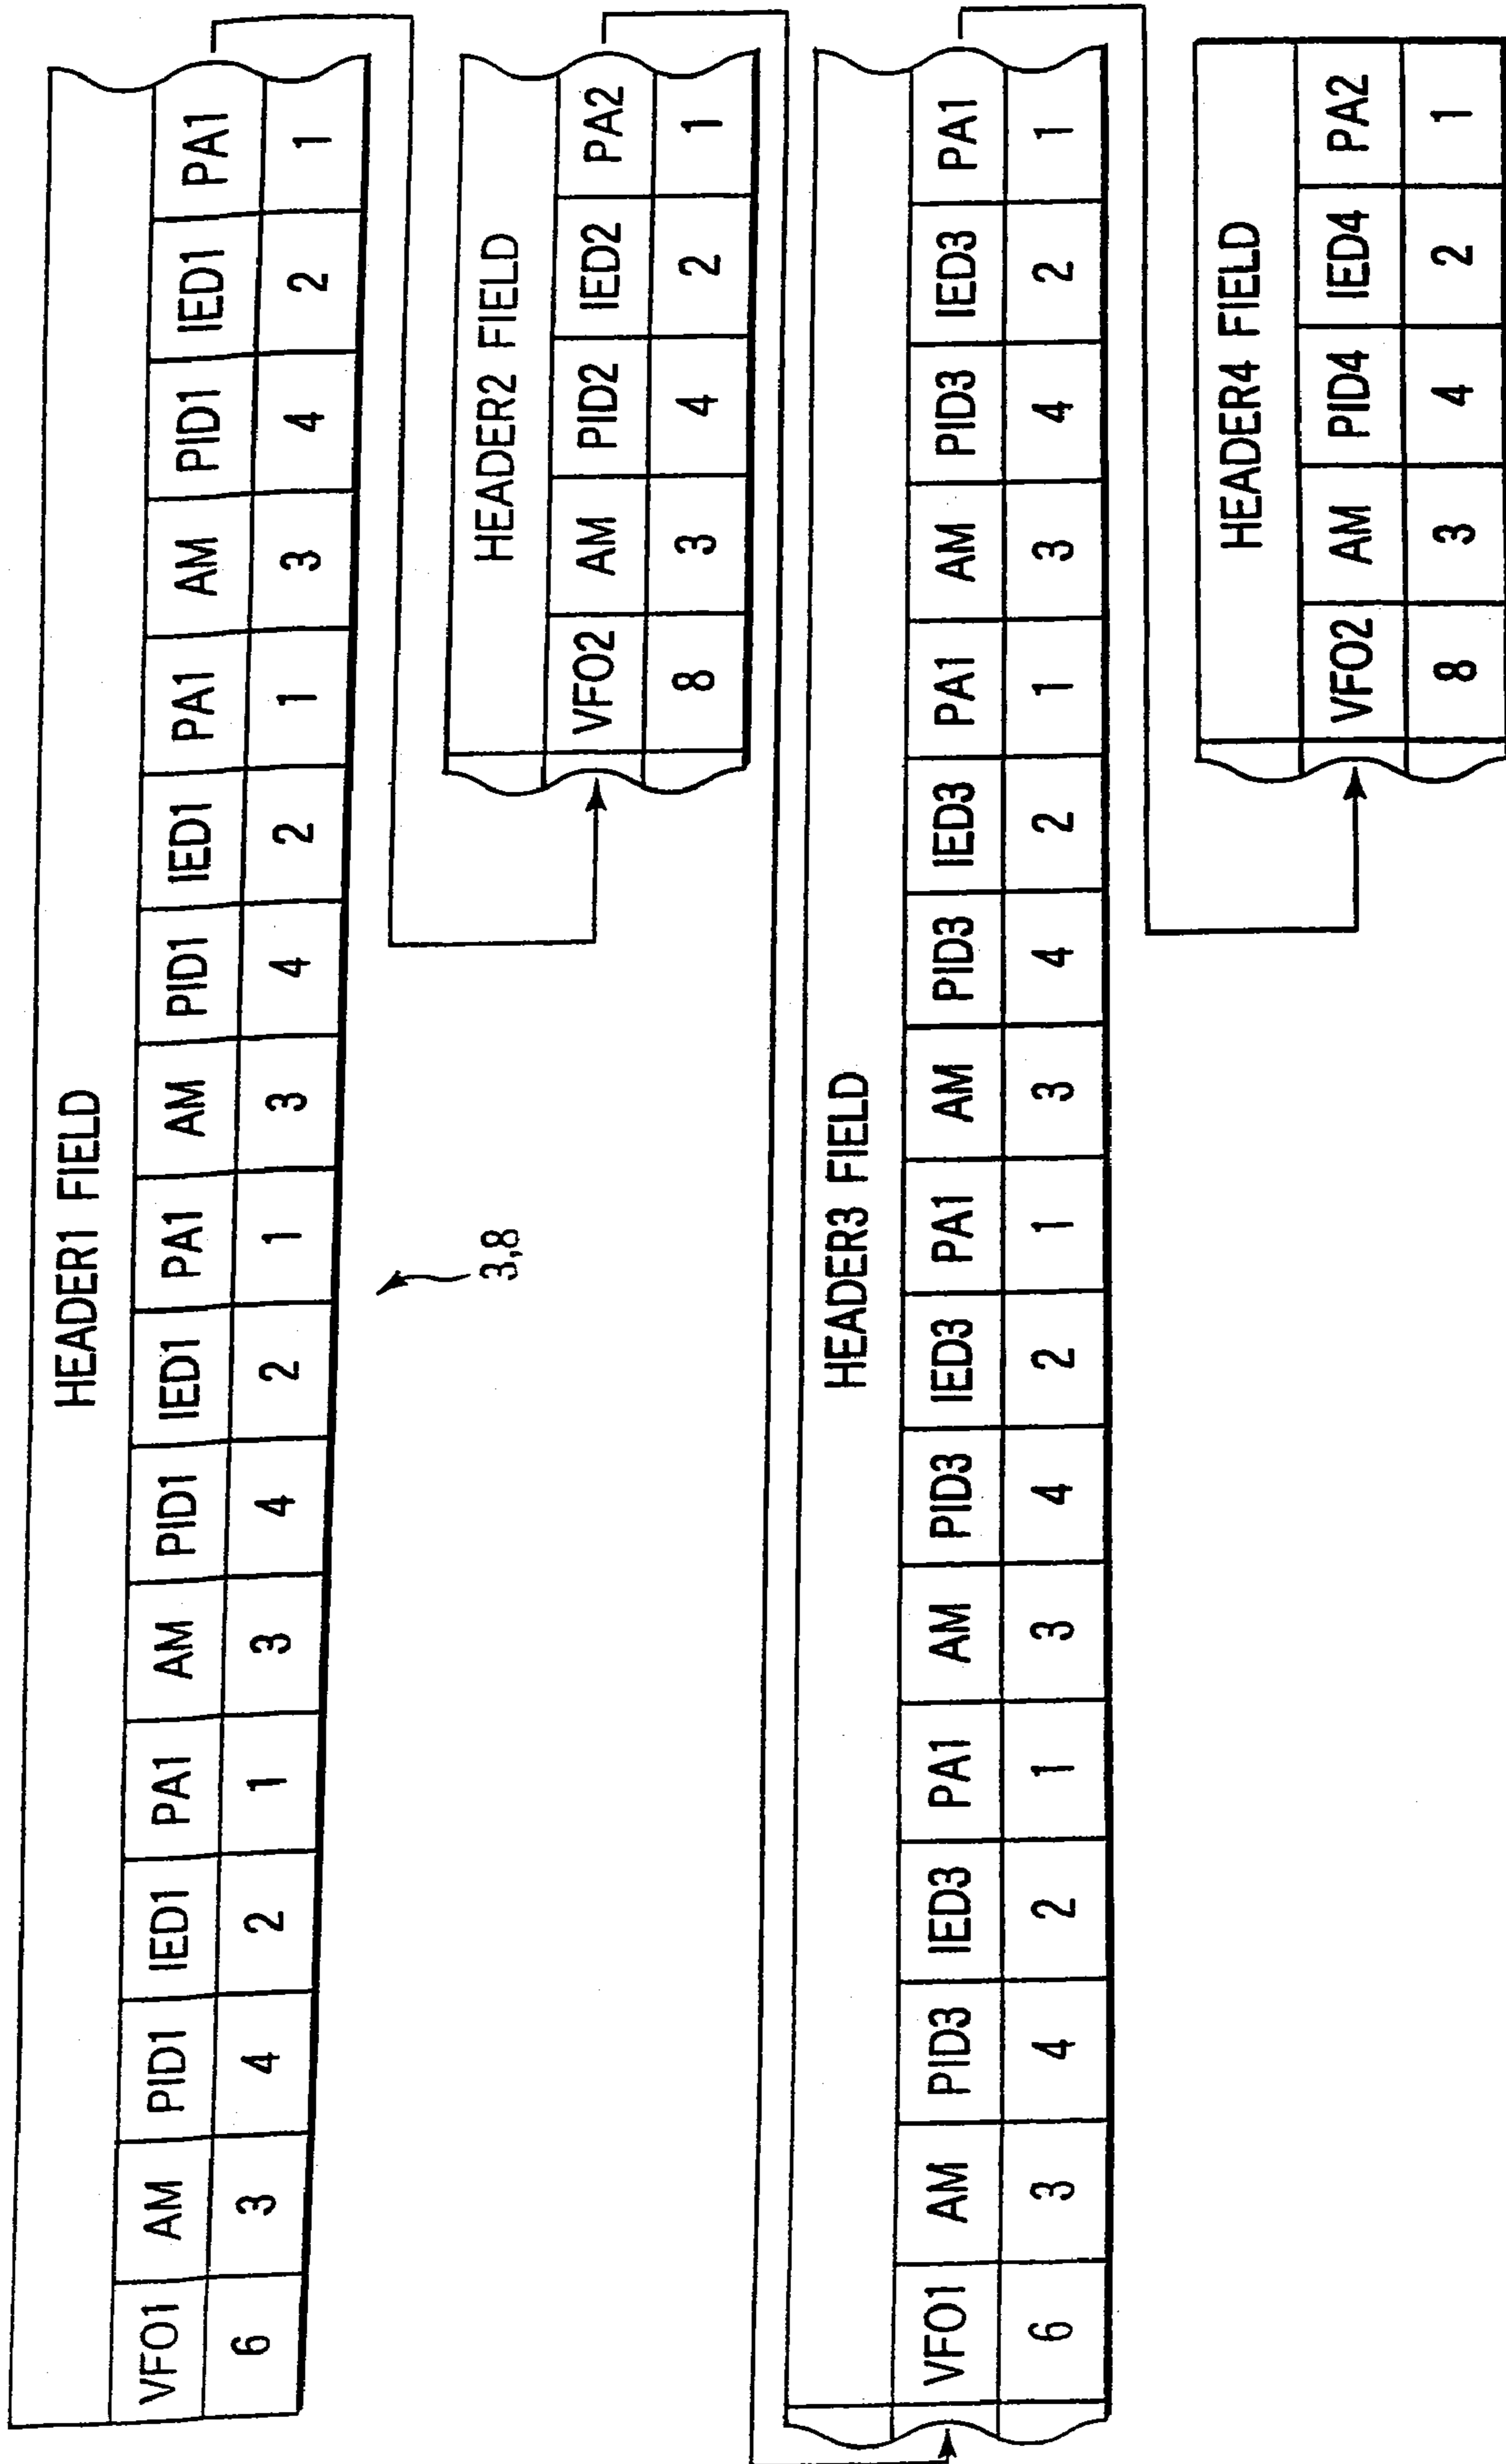 HEADER1 FIELD
VFO1 AM PID1 IED1 PA1 AM PID1 IED1 PA1 AM PID1 IED1 PA1 AM PID1 IED1 PA1
6 3 4 2 1 3 4 2 1 3 4 2 1 3 4 2 1
HEADER2 FIELD
VFO2 AM PID2 IED2 PA2
8 3 4 2 1
3,8
HEADER3 FIELD
VFO1 AM PID3 IED3 PA1 AM PID3 IED3 PA1 AM PID3 IED3 PA1 AM PID3 IED3 PA1
6 3 4 2 1 3 4 2 1 3 4 2 1 3 4 2 1
HEADER4 FIELD
VFO2 AM PID4 IED4 PA2
8 3 4 2 1